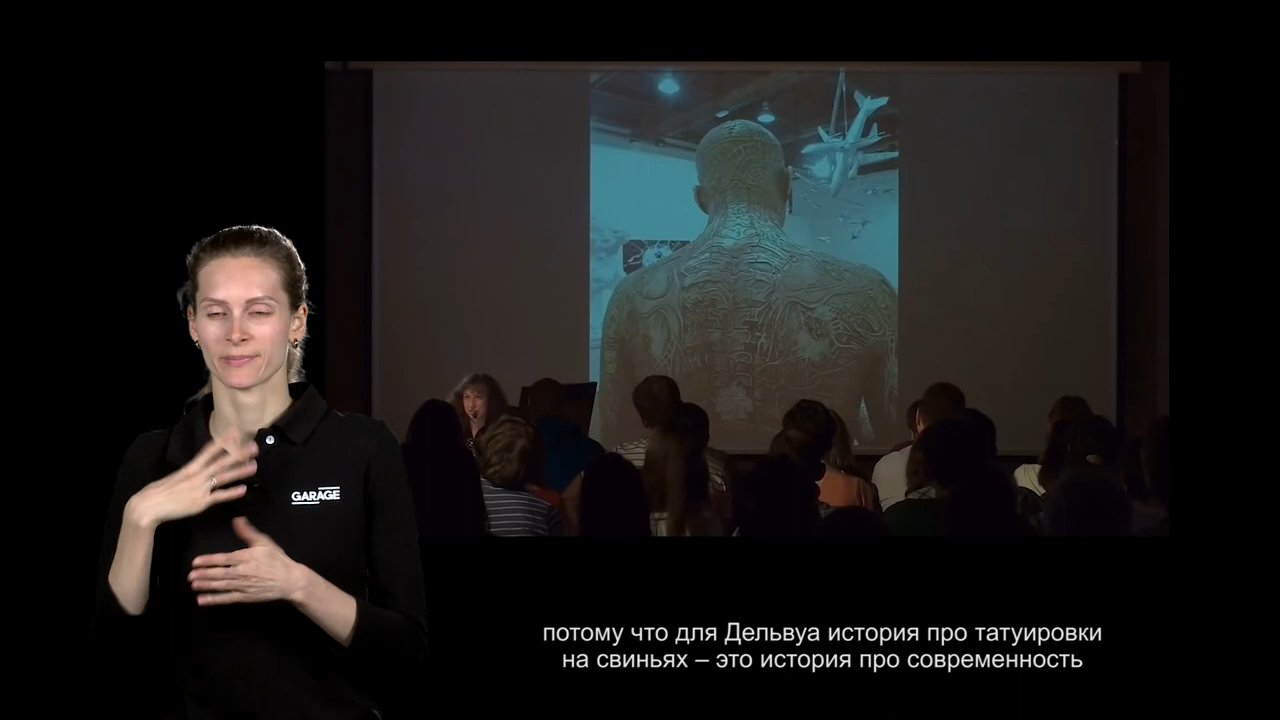 GARAGE
потому что для Дельвуа история про татуировки
на свиньях – это история про современность